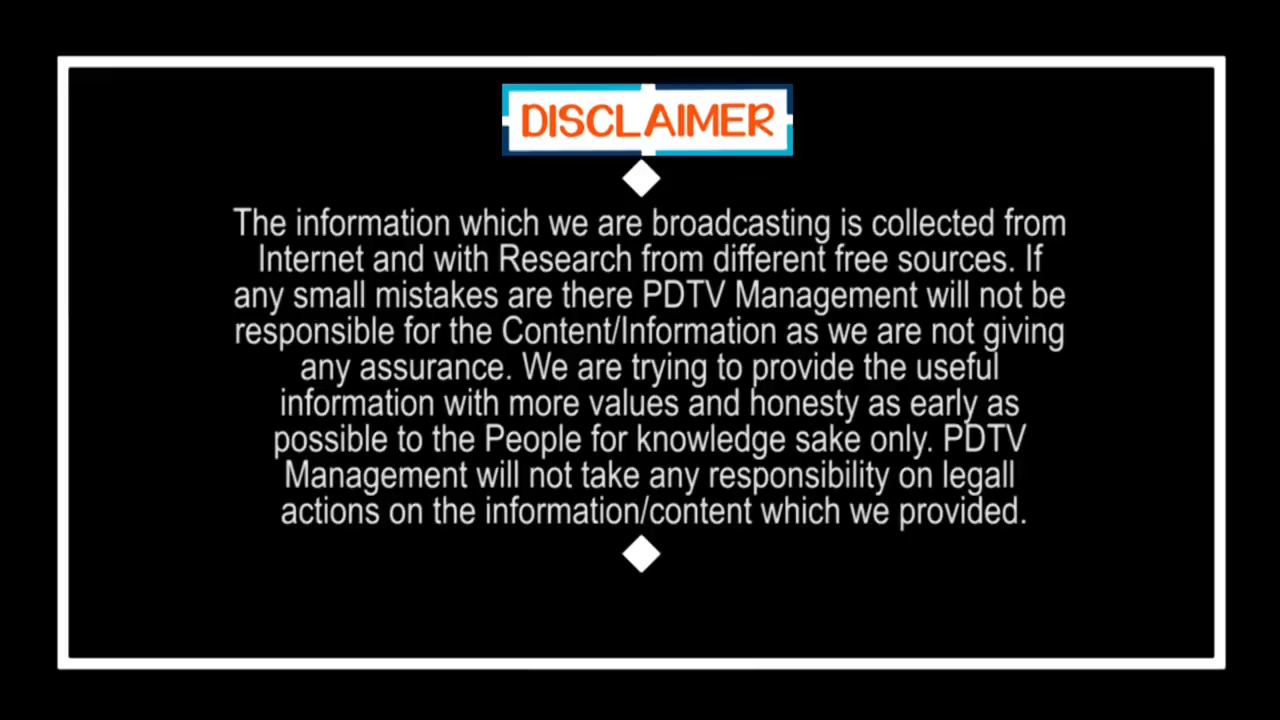 DISCLAIMER
The information which we are broadcasting is collected from
Internet and with Research from different free sources. If
any small mistakes are there PDTV Management will not be
responsible for the Content/Information as we are not giving
any assurance. We are trying to provide the useful
information with more values and honesty as early as
possible to the People for knowledge sake only. PDTV
Management will not take any responsibility on legall
actions on the information/content which we provided.